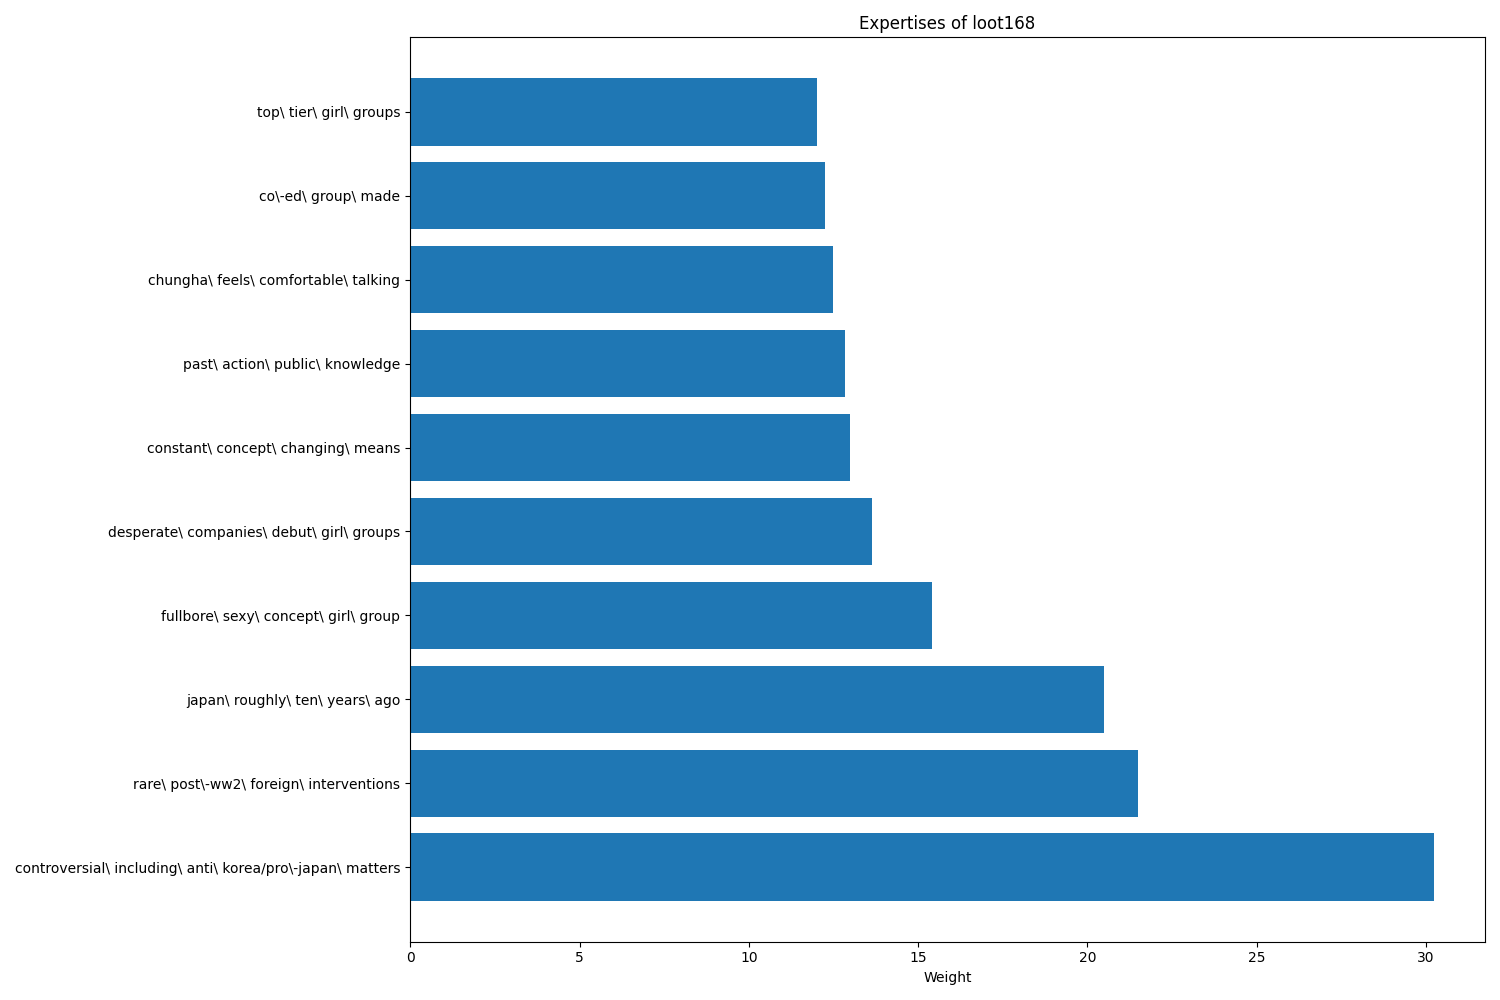 Expertises of loot168
top\ tier\ girl\ groups
co\-ed\ group\ made
chungha\ feels\ comfortable\ talking
past\ action\ public\ knowledge
constant\ concept\ changing\ means
desperate\ companies\ debut\ girl\ groups
fullbore\ sexy\ concept\ girl\ group
japan\ roughly\ ten\ years\ ago
rare\ post\-ww2\ foreign\ interventions
controversial\ including\ anti\ korea/pro\-japan\ matters
0 5 10 15 20 25 30
Weight